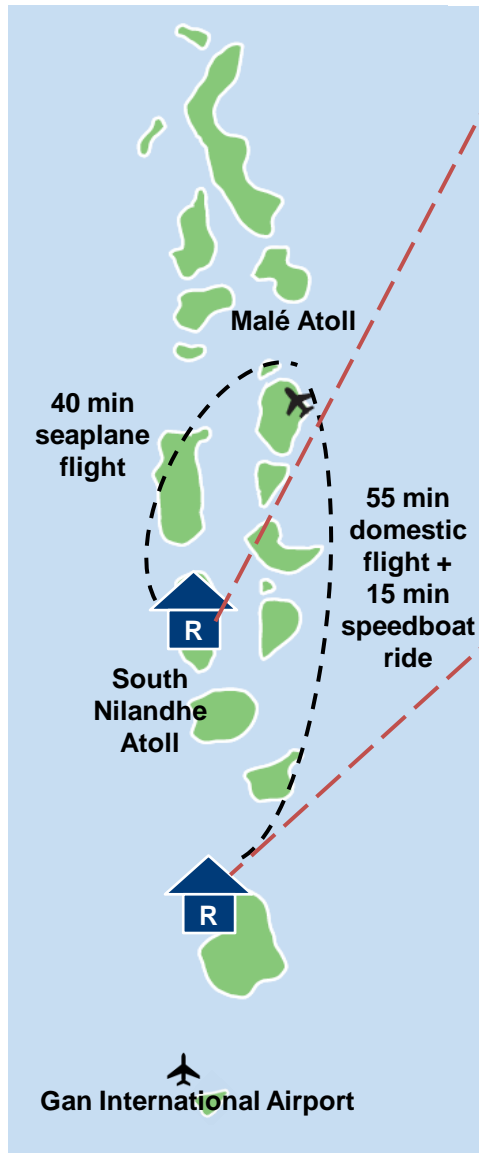 Malé Atoll
40 min
seaplane
flight
55 min
domestic
flight +
15 min
speedboat
ride
R
South
Nilandhe
Atoll
R
Gan International Airport